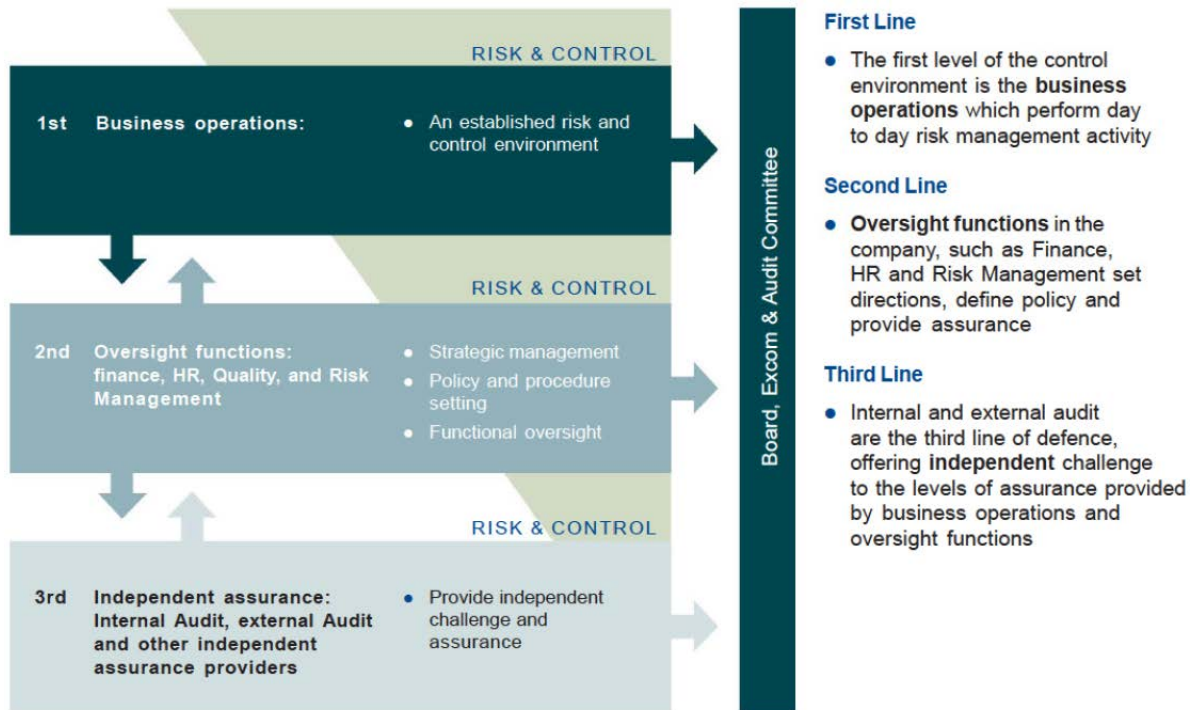 RISK & CONTROL
1st Business operations:
• An established risk and
control environment
RISK & CONTROL
2nd Oversight functions:
finance, HR, Quality, and Risk
Management
• Strategic management
• Policy and procedure
setting
• Functional oversight
RISK & CONTROL
3rd Independent assurance:
Internal Audit, external Audit
and other independent
assurance providers
• Provide independent
challenge and
assurance
Board, Excom & Audit Committee
First Line
• The first level of the control
environment is the business
operations which perform day
to day risk management activity
Second Line
• Oversight functions in the
company, such as Finance,
HR and Risk Management set
directions, define policy and
provide assurance
Third Line
• Internal and external audit
are the third line of defence,
offering independent challenge
to the levels of assurance provided
by business operations and
oversight functions